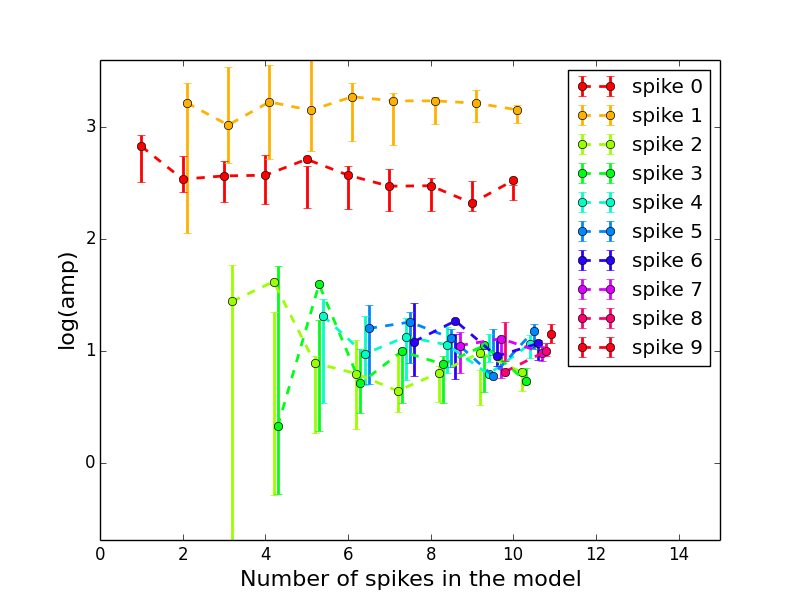 log(amp)
3
2
1
0
0 2 4 6 8 10 12 14
Number of spikes in the model
spike 0
spike 1
spike 2
spike 3
spike 4
spike 5
spike 6
spike 7
spike 8
spike 9